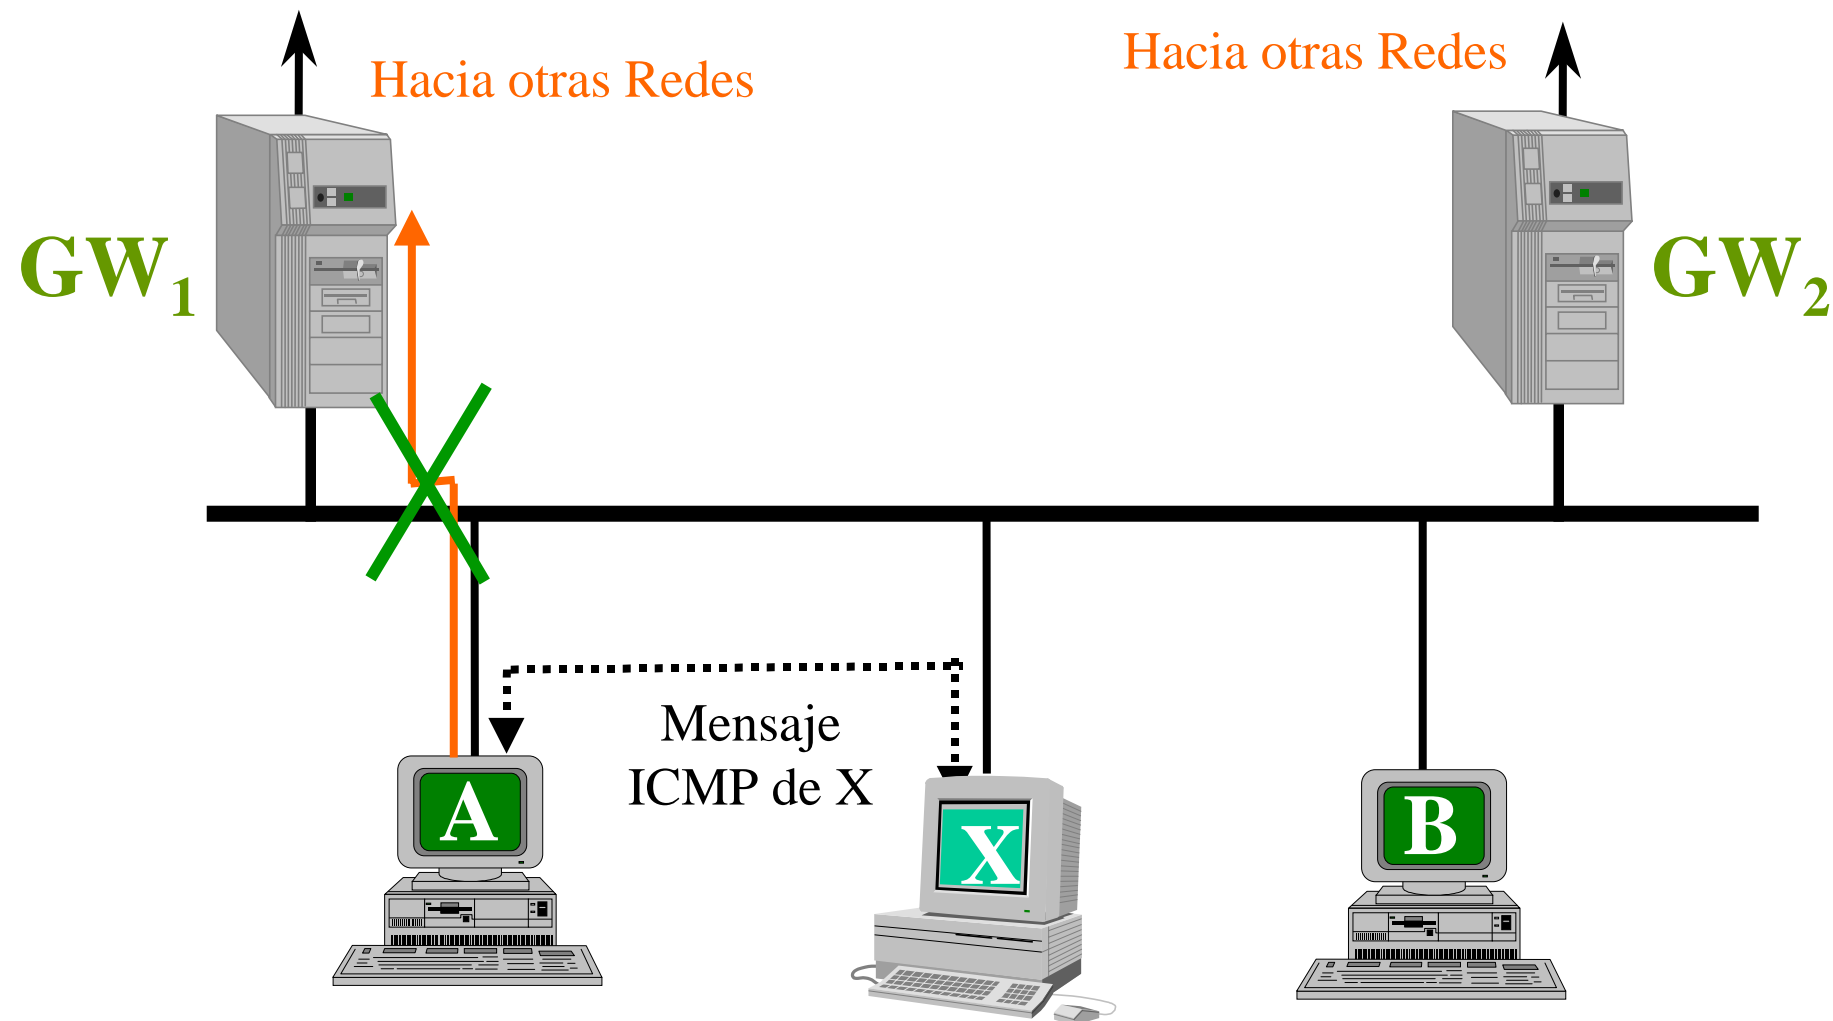 Hacia otras Redes
Hacia otras Redes
GW1
GW2
Mensaje
ICMP de X
A
X
B